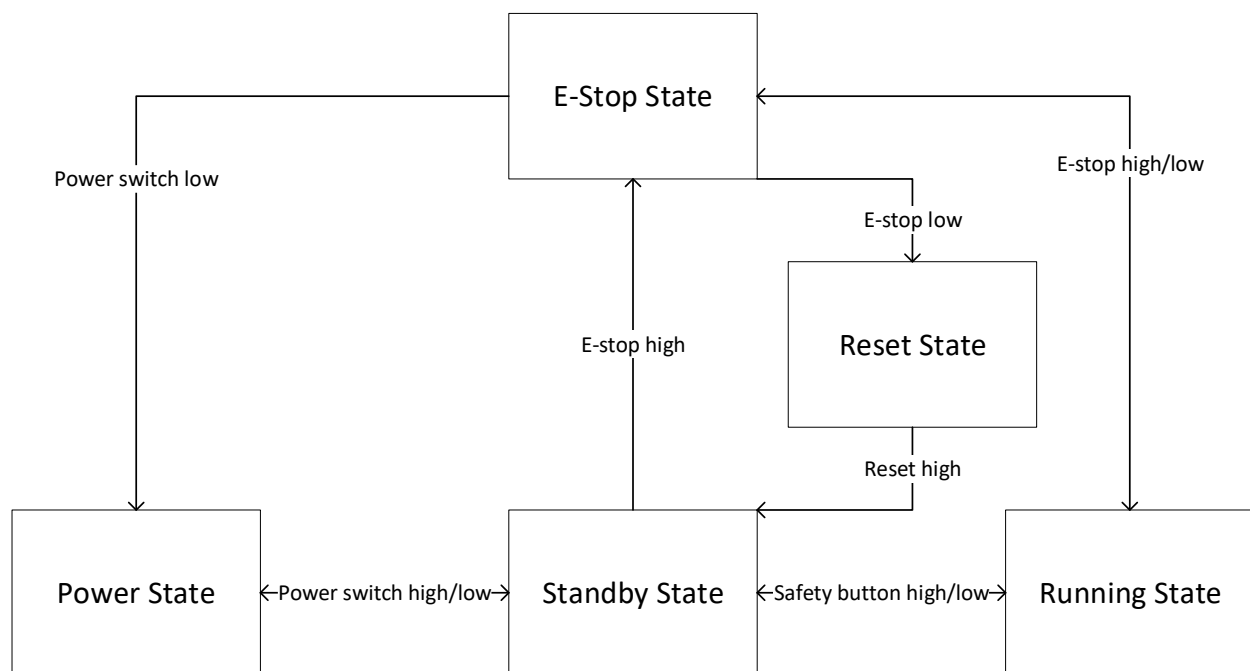 E-Stop State
Power switch low
E-stop high/low
E-stop low
E-stop high
Reset State
Reset high
Power State
Power switch high/low
Standby State
Safety button high/low
Running State